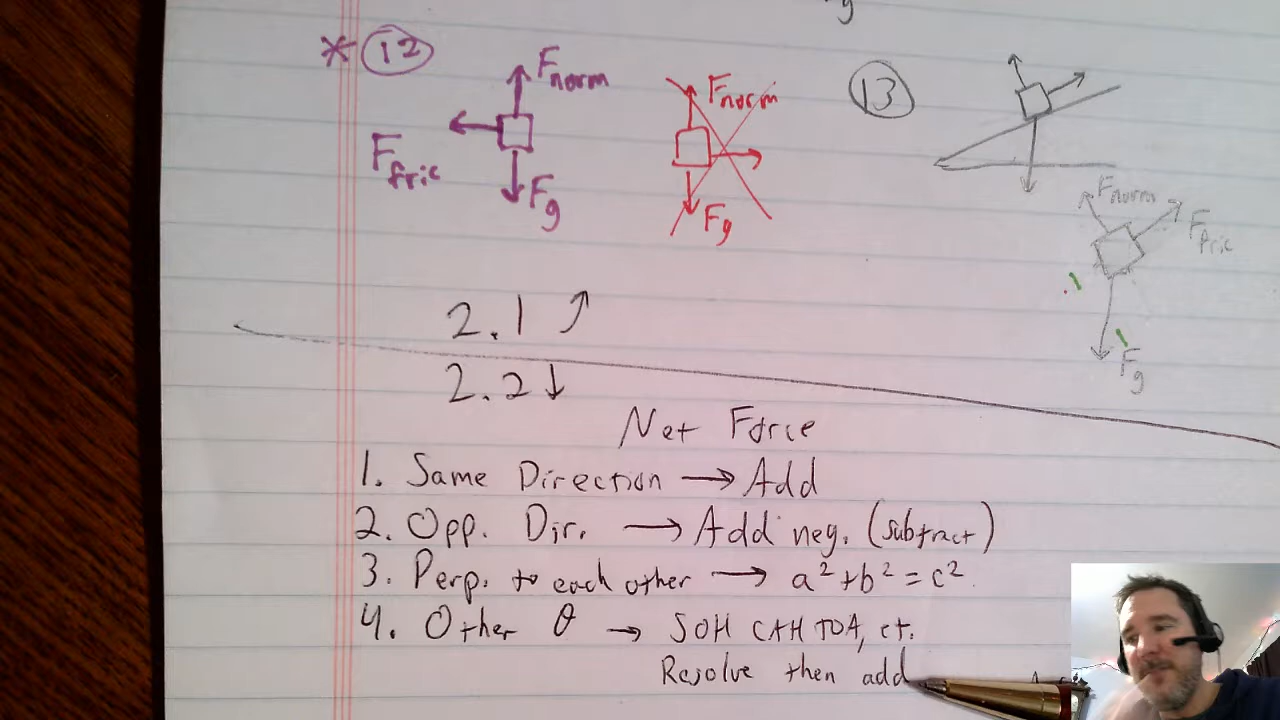 * 12
Fnorm
Ffric
Fg
Fnorm
Fg
13
Fnorm
Ffric
Fg
2.1 ↑
2.2 ↓
Net Force
1. Same Direction → Add
2. Opp. Dir. → Add neg. (subtract)
3. Perp. to each other → a² + b² = c²
4. Other θ → SOH CAH TOA, et.
Resolve then add